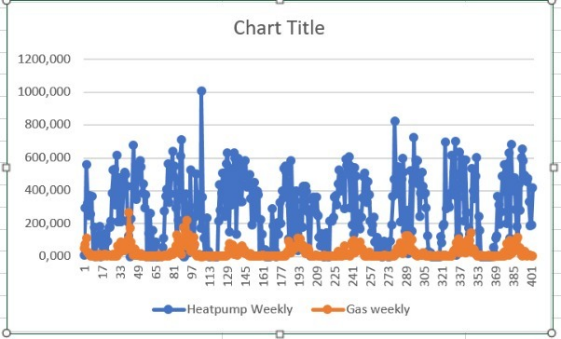 Chart Title
1200,000
1000,000
800,000
600,000
400,000
200,000
0,000
1 17 33 49 65 81 97 113 129 145 161 177 193 209 225 241 257 273 289 305 321 337 353 369 385 401
Heatpump Weekly Gas weekly